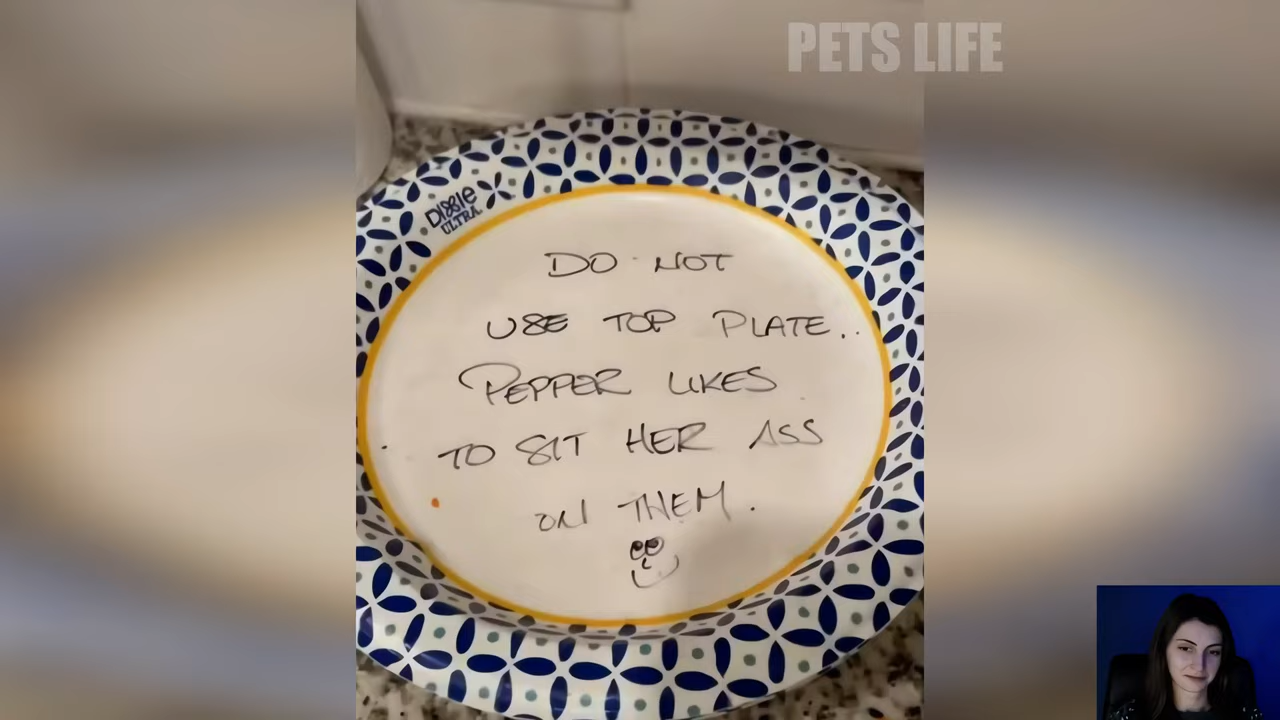 PETS LIFE
DIXIE
ULTRA
DO NOT
USE TOP PLATE..
PEPPER LIKES
TO SIT HER ASS
ON THEM.